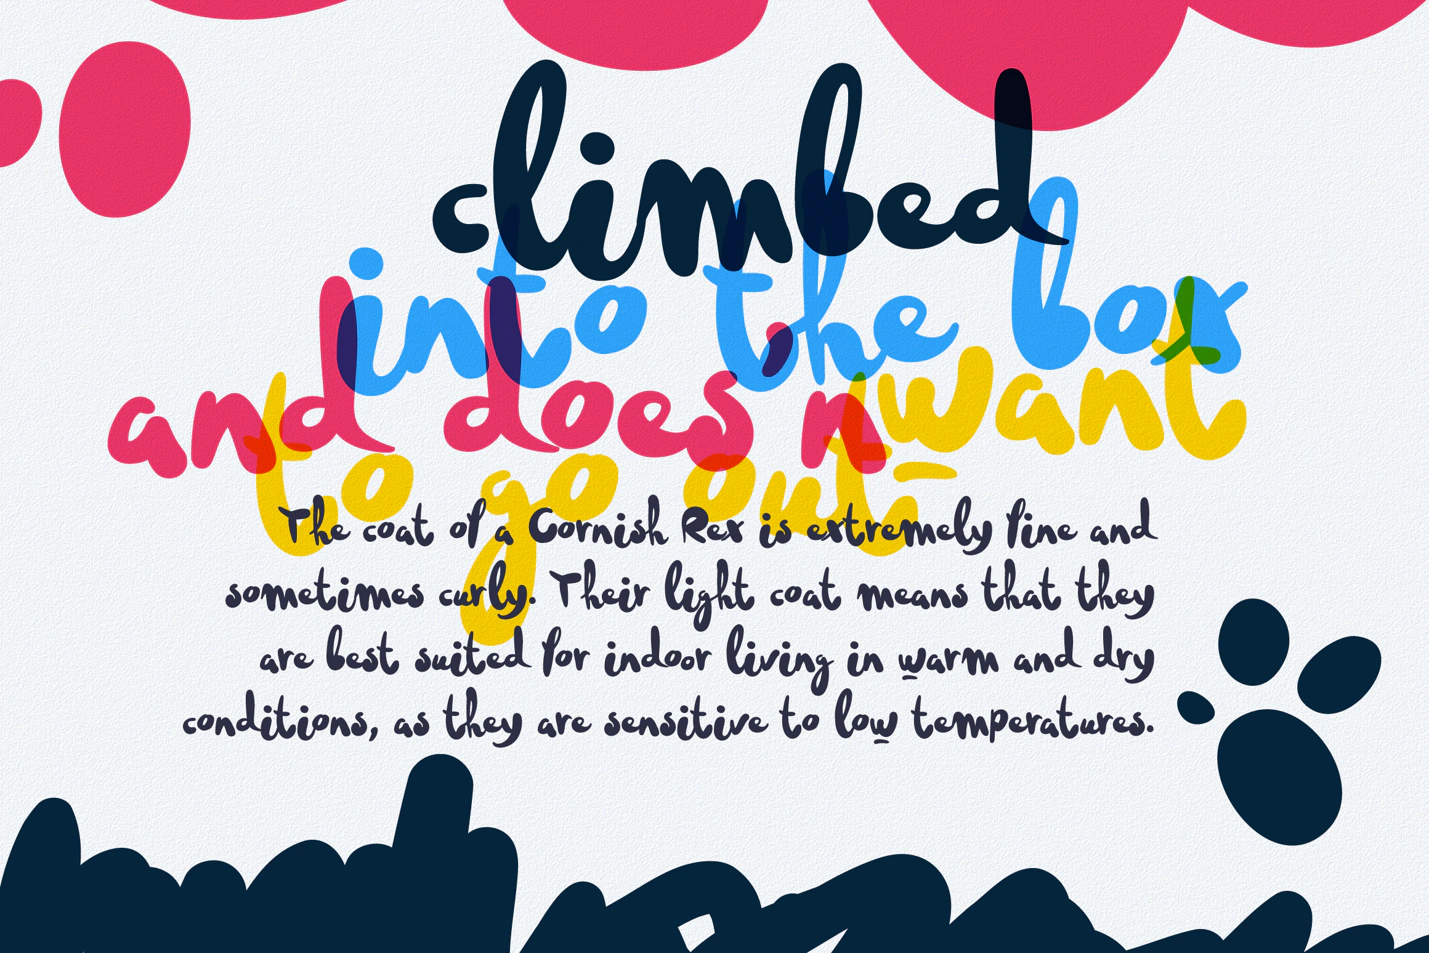 climbed
into the box
and does'n want
to go out
The coat of a Cornish Rex is extremely fine and
sometimes curly. Their light coat means that they
are best suited for indoor living in warm and dry
conditions, as they are sensitive to low temperatures.